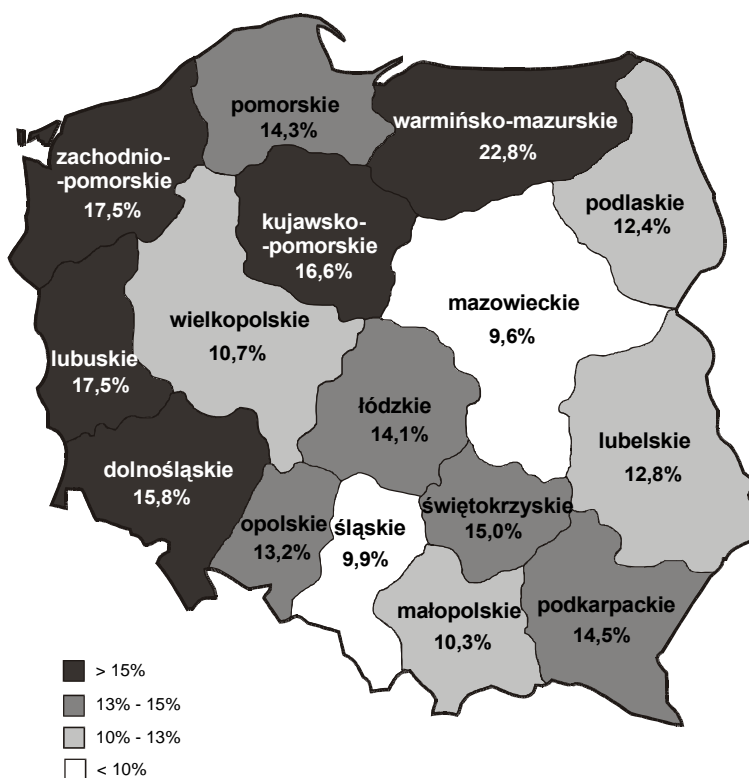 pomorskie
14,3%
warmińsko-mazurskie
22,8%
zachodnio-
-pomorskie
17,5%
podlaskie
12,4%
kujawsko-
-pomorskie
16,6%
mazowieckie
9,6%
wielkopolskie
10,7%
lubuskie
17,5%
łódzkie
14,1%
lubelskie
12,8%
dolnośląskie
15,8%
świętokrzyskie
15,0%
opolskie
13,2%
śląskie
9,9%
małopolskie
10,3%
podkarpackie
14,5%
> 15%
13% - 15%
10% - 13%
< 10%